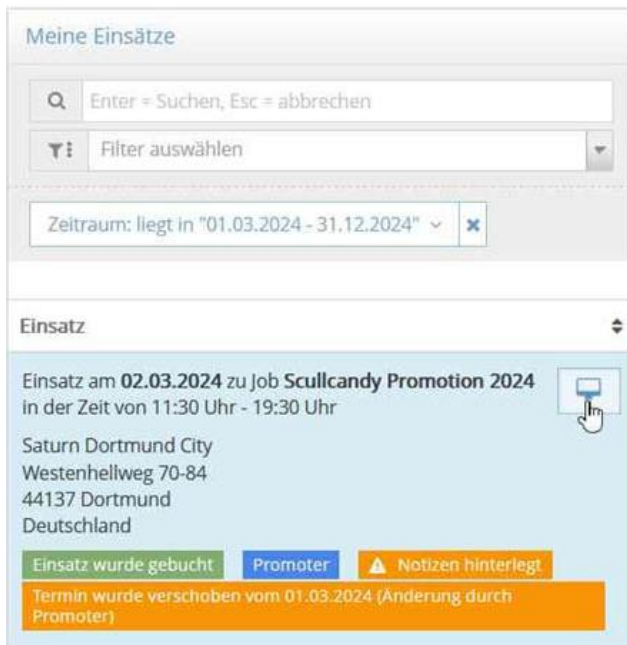 Meine Einsätze
Enter = Suchen, Esc = abbrechen
Filter auswählen
Zeitraum: liegt in "01.03.2024 - 31.12.2024"
Einsatz
Einsatz am 02.03.2024 zu Job Scullcandy Promotion 2024
in der Zeit von 11:30 Uhr - 19:30 Uhr
Saturn Dortmund City
Westenhellweg 70-84
44137 Dortmund
Deutschland
Einsatz wurde gebucht Promoter Notizen hinterlegt
Termin wurde verschoben vom 01.03.2024 (Änderung durch
Promoter)